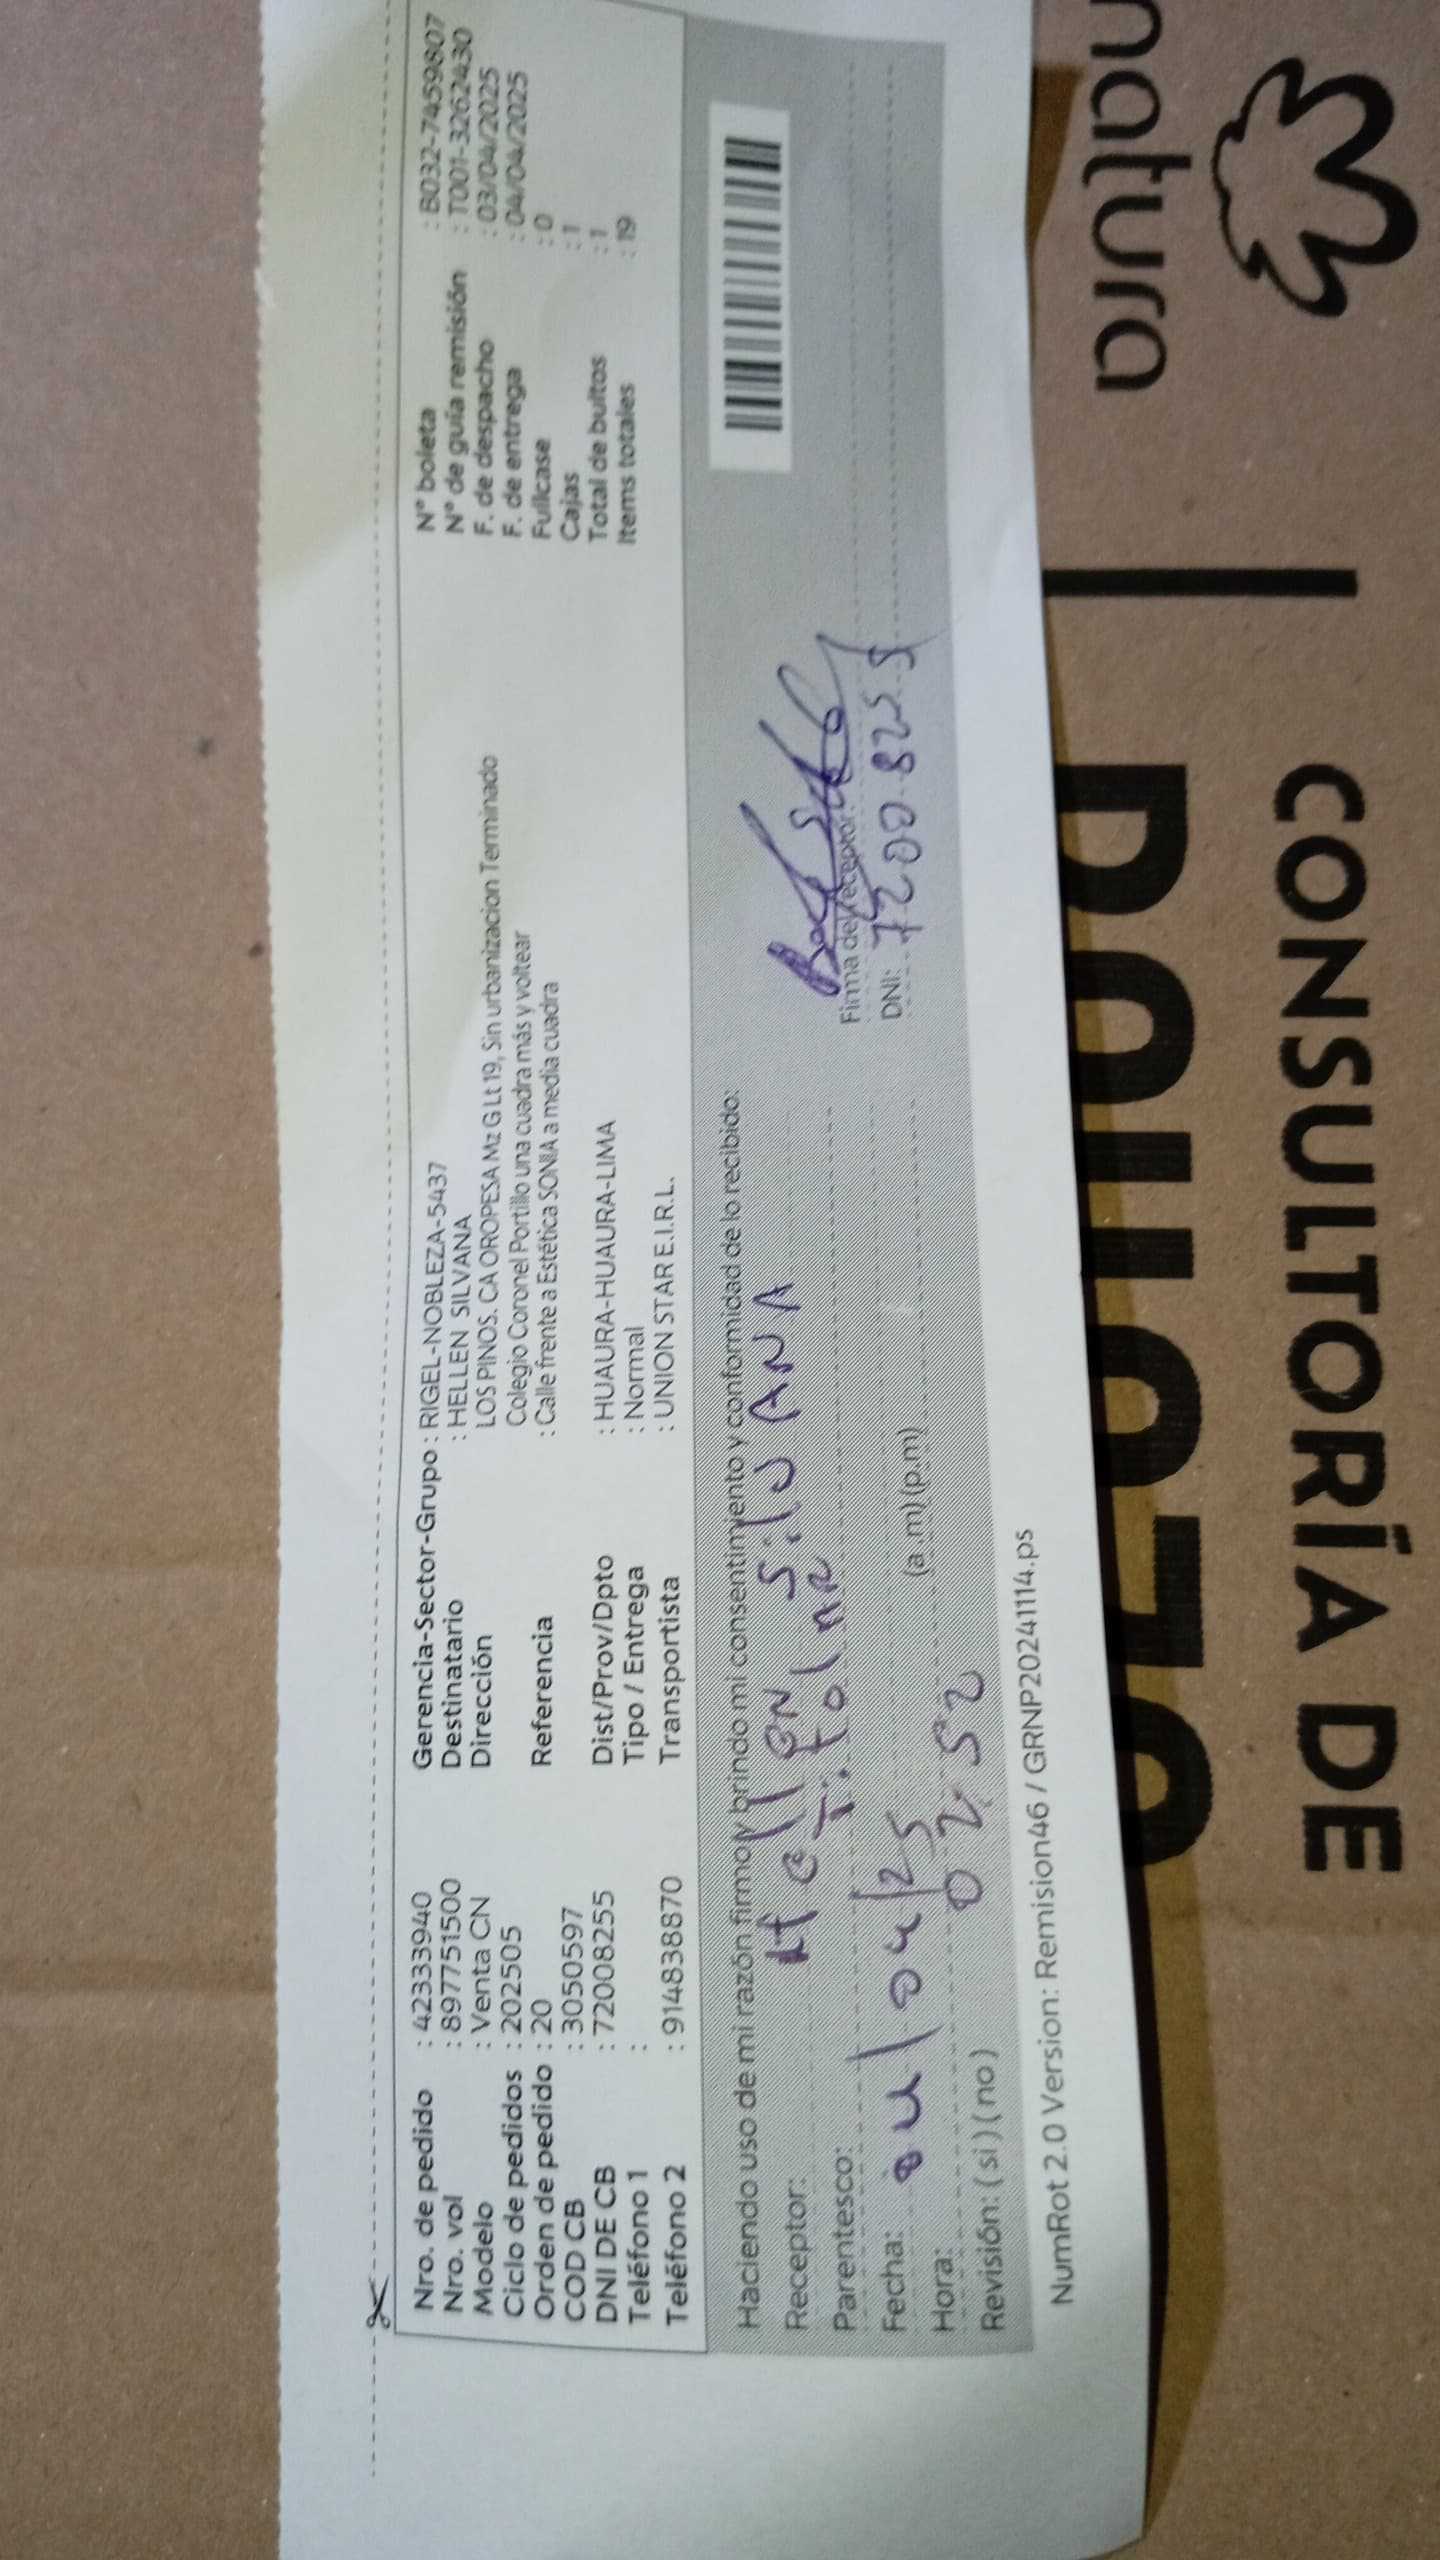 Nro. de pedido : 423333940 Gerencia-Sector-Grupo : RIGEL-NOBLEZA-5437 N° boleta : B032-7459807
Nro. vol : 897751500 Destinatario : HELLEN SILVANA N° de guía remisión : T001-3262430
Modelo : Venta CN Dirección LOS PINOS. CA OROPESA Mz G Lt 19, Sin urbanizacion Terminado F. de despacho : 03/04/2025
Ciclo de pedidos : 202505 Colegio Coronel Portillo una cuadra más y voltear F. de entrega : 04/04/2025
Orden de pedido : 20 Referencia : Calle frente a Estética SONIA a media cuadra Fullcase : 0
COD CB : 3050597 Cajas : 1
DNI DE CB : 72008255 Dist/Prov/Dpto : HUAURA-HUAURA-LIMA Total de bultos : 1
Teléfono 1 : Tipo / Entrega : Normal Items totales : 19
Teléfono 2 : 914838870 Transportista : UNION STAR E.I.R.L.
Haciendo uso de mi razón firmo y brindo mi consentimiento y conformidad de lo recibido:
Receptor: Hellen Silvana
Parentesco: Titular
Firma del receptor:
Fecha: 04/04/25
DNI: 72008255
Hora: 02:52 (a.m) (p.m)
Revisión: (si) (no)
NumRot 2.0 Version: Remision46 / GRNP20241114.ps
natura
CONSULTORÍA DE